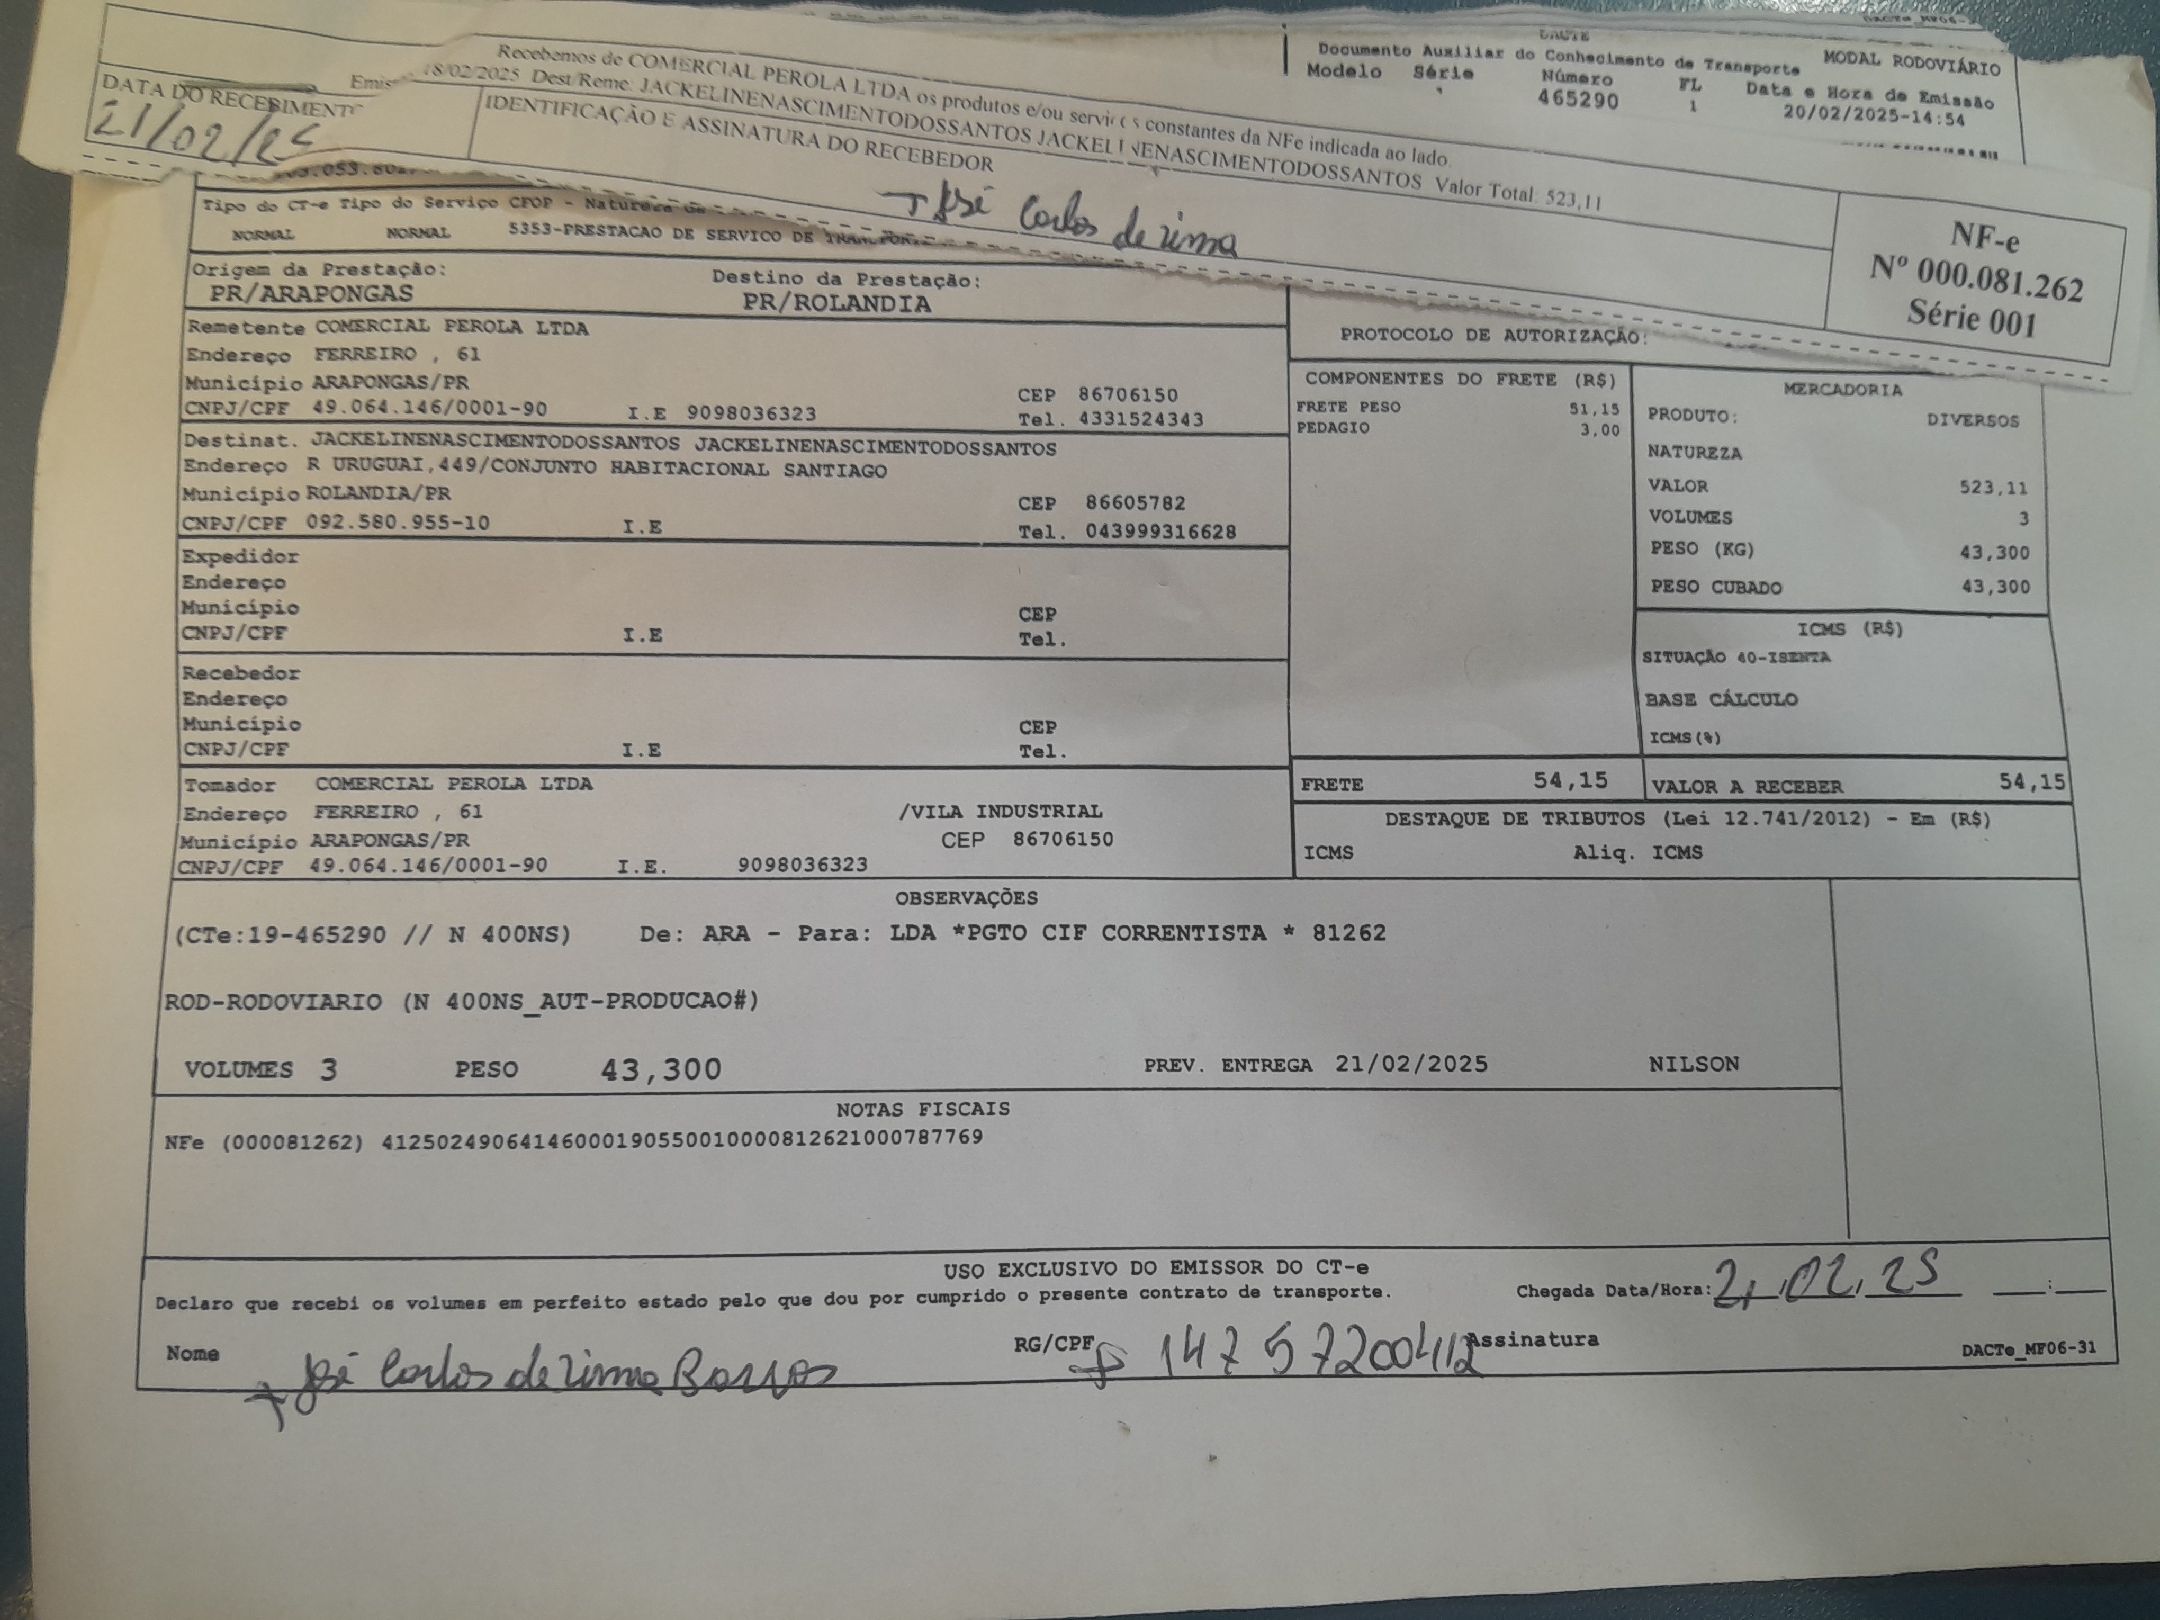 Recebemos de COMERCIAL PEROLA LTDA os produtos e/ou serviços constantes da NFe indicada ao lado.
18/02/2025 Dest/Reme: JACKELINENASCIMENTODOSSANTOS JACKELINENASCIMENTODOSSANTOS Valor Total: 523,11
DATA DO RECEBIMENTO
IDENTIFICAÇÃO E ASSINATURA DO RECEBEDOR
José Carlos de Lima
NF-e
Nº 000.081.262
Série 001
DACTE
Documento Auxiliar do Conhecimento de Transporte
MODAL RODOVIÁRIO
Modelo Série Número FL Data e Hora de Emissão
465290 1 20/02/2025-14:54
Tipo do CT-e Tipo do Serviço CFOP - Natureza
NORMAL NORMAL 5353-PRESTACAO DE SERVICO DE
Origem da Prestação: Destino da Prestação:
PR/ARAPONGAS PR/ROLANDIA
Remetente COMERCIAL PEROLA LTDA
Endereço FERREIRO , 61
Município ARAPONGAS/PR CEP 86706150
CNPJ/CPF 49.064.146/0001-90 I.E 9098036323 Tel. 4331524343
Destinat. JACKELINENASCIMENTODOSSANTOS JACKELINENASCIMENTODOSSANTOS
Endereço R URUGUAI,449/CONJUNTO HABITACIONAL SANTIAGO
Município ROLANDIA/PR CEP 86605782
CNPJ/CPF 092.580.955-10 I.E Tel. 043999316628
Expedidor
Endereço
Município CEP
CNPJ/CPF I.E Tel.
Recebedor
Endereço
Município CEP
CNPJ/CPF I.E Tel.
Tomador COMERCIAL PEROLA LTDA
Endereço FERREIRO , 61 /VILA INDUSTRIAL
Município ARAPONGAS/PR CEP 86706150
CNPJ/CPF 49.064.146/0001-90 I.E. 9098036323
PROTOCOLO DE AUTORIZAÇÃO:
COMPONENTES DO FRETE (R$)
FRETE PESO 51,15
PEDAGIO 3,00
MERCADORIA
PRODUTO: DIVERSOS
NATUREZA
VALOR 523,11
VOLUMES 3
PESO (KG) 43,300
PESO CUBADO 43,300
ICMS (R$)
SITUAÇÃO 40-ISENTA
BASE CÁLCULO
ICMS(%)
FRETE 54,15 VALOR A RECEBER 54,15
DESTAQUE DE TRIBUTOS (Lei 12.741/2012) - Em (R$)
ICMS Aliq. ICMS
OBSERVAÇÕES
(CTe:19-465290 // N 400NS) De: ARA - Para: LDA *PGTO CIF CORRENTISTA * 81262
ROD-RODOVIARIO (N 400NS_AUT-PRODUCAO#)
VOLUMES 3 PESO 43,300 PREV. ENTREGA 21/02/2025 NILSON
NOTAS FISCAIS
NFe (000081262) 41250249064146000190550010000812621000787769
USO EXCLUSIVO DO EMISSOR DO CT-e
Declaro que recebi os volumes em perfeito estado pelo que dou por cumprido o presente contrato de transporte.
Chegada Data/Hora: 21 02 25 :
Nome José Carlos de Lima Barros RG/CPF 14757200412 Assinatura
DACTe_MF06-31